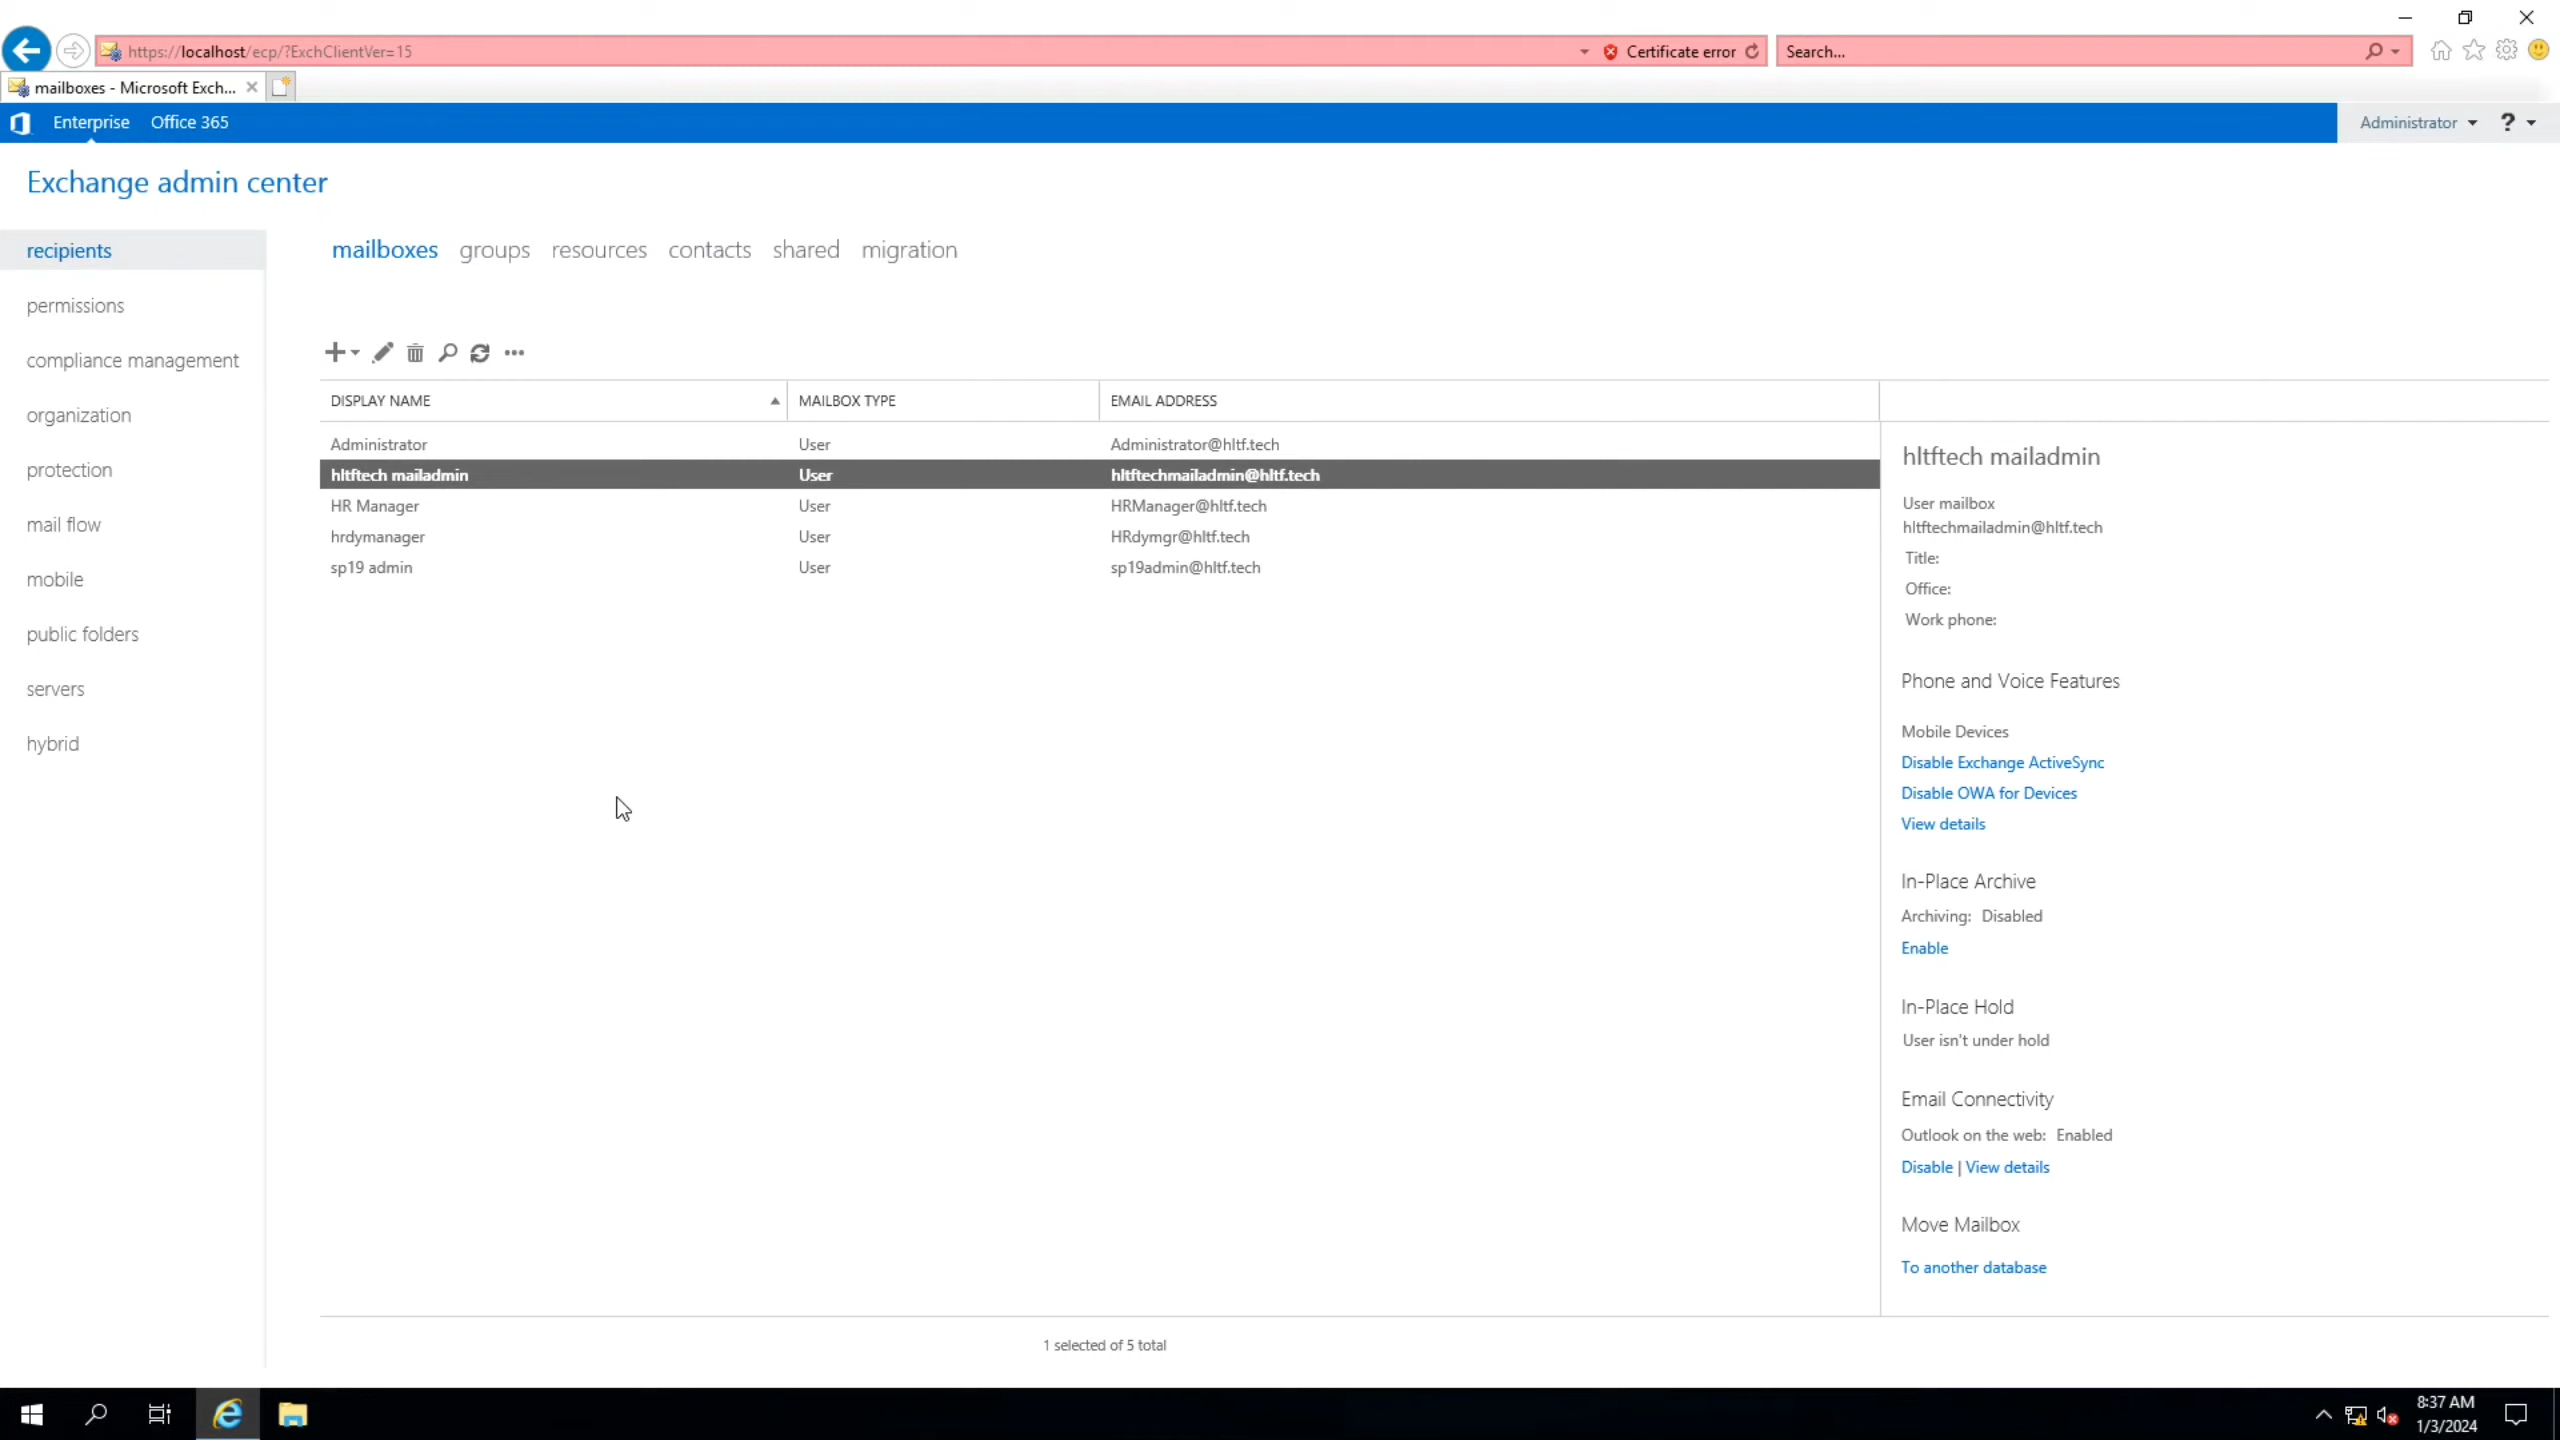 https://localhost/ecp/?ExchClientVer=15
Certificate error
Search...
mailboxes - Microsoft Exch...
Enterprise
Office 365
Administrator
?
Exchange admin center
recipients
permissions
compliance management
organization
protection
mail flow
mobile
public folders
servers
hybrid
mailboxes groups resources contacts shared migration
DISPLAY NAME MAILBOX TYPE EMAIL ADDRESS
Administrator User Administrator@hltf.tech
hltftech mailadmin User hltftechmailadmin@hltf.tech
HR Manager User HRManager@hltf.tech
hrdymanager User HRdymgr@hltf.tech
sp19 admin User sp19admin@hltf.tech
1 selected of 5 total
hltftech mailadmin
User mailbox
hltftechmailadmin@hltf.tech
Title:
Office:
Work phone:
Phone and Voice Features
Mobile Devices
Disable Exchange ActiveSync
Disable OWA for Devices
View details
In-Place Archive
Archiving: Disabled
Enable
In-Place Hold
User isn't under hold
Email Connectivity
Outlook on the web: Enabled
Disable | View details
Move Mailbox
To another database
8:37 AM
1/3/2024